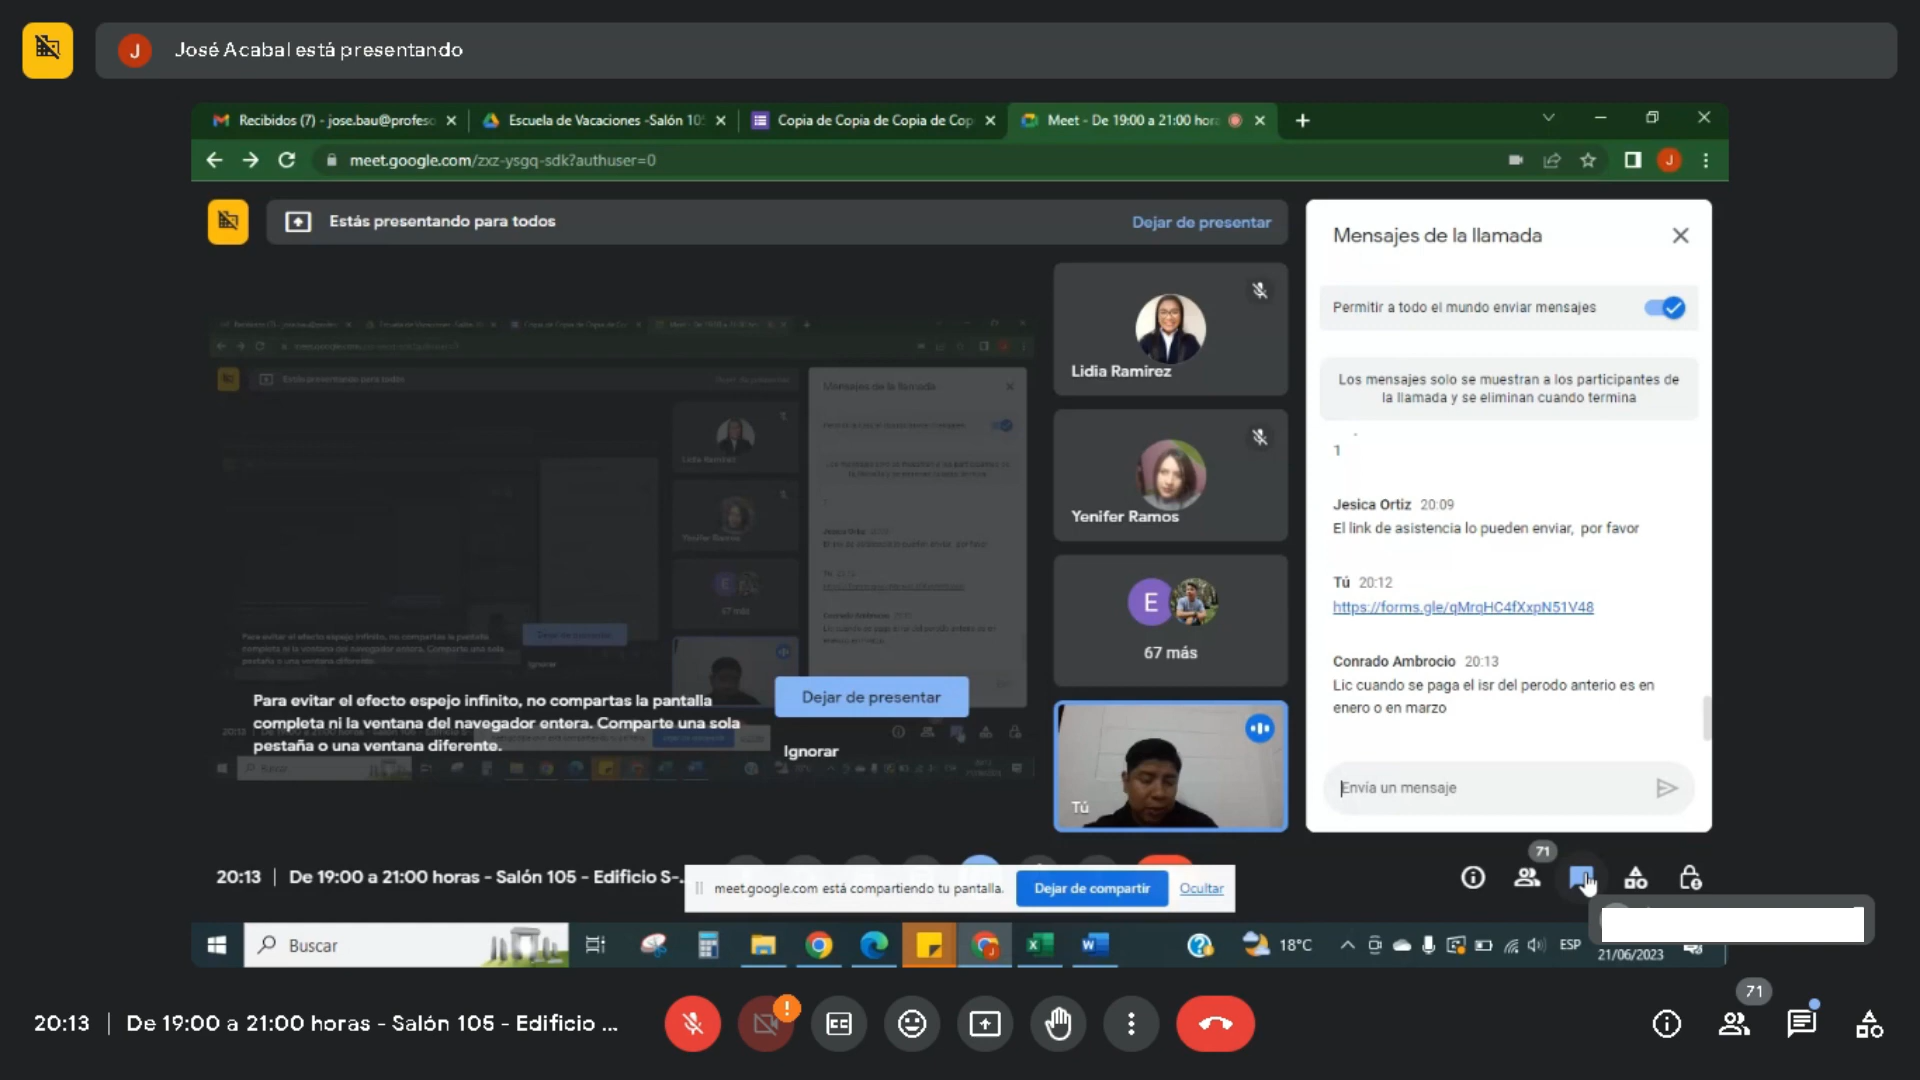 J José Acabal está presentando
Recibidos (7) - jose.bau@profeso
Escuela de Vacaciones -Salón 10
Copia de Copia de Copia de Cop
Meet - De 19:00 a 21:00 hora
meet.google.com/zxz-ysgq-sdk?authuser=0
J
Estás presentando para todos
Dejar de presentar
Mensajes de la llamada
Permitir a todo el mundo enviar mensajes
Los mensajes solo se muestran a los participantes de
la llamada y se eliminan cuando termina
1
Jesica Ortiz 20:09
El link de asistencia lo pueden enviar, por favor
Tú 20:12
https://forms.gle/qMrqHC4fXxpN51V48
Conrado Ambrocio 20:13
Lic cuando se paga el isr del perodo anterio es en
enero o en marzo
Envía un mensaje
Lidia Ramirez
Yenifer Ramos
E
67 más
Tú
Para evitar el efecto espejo infinito, no compartas la pantalla
completa ni la ventana del navegador entera. Comparte una sola
pestaña o una ventana diferente.
Dejar de presentar
Ignorar
20:13 | De 19:00 a 21:00 horas - Salón 105 - Edificio S-...
meet.google.com está compartiendo tu pantalla.
Dejar de compartir
Ocultar
71
Buscar
18°C
ESP
21/06/2023
20:13 | De 19:00 a 21:00 horas - Salón 105 - Edificio ...
71